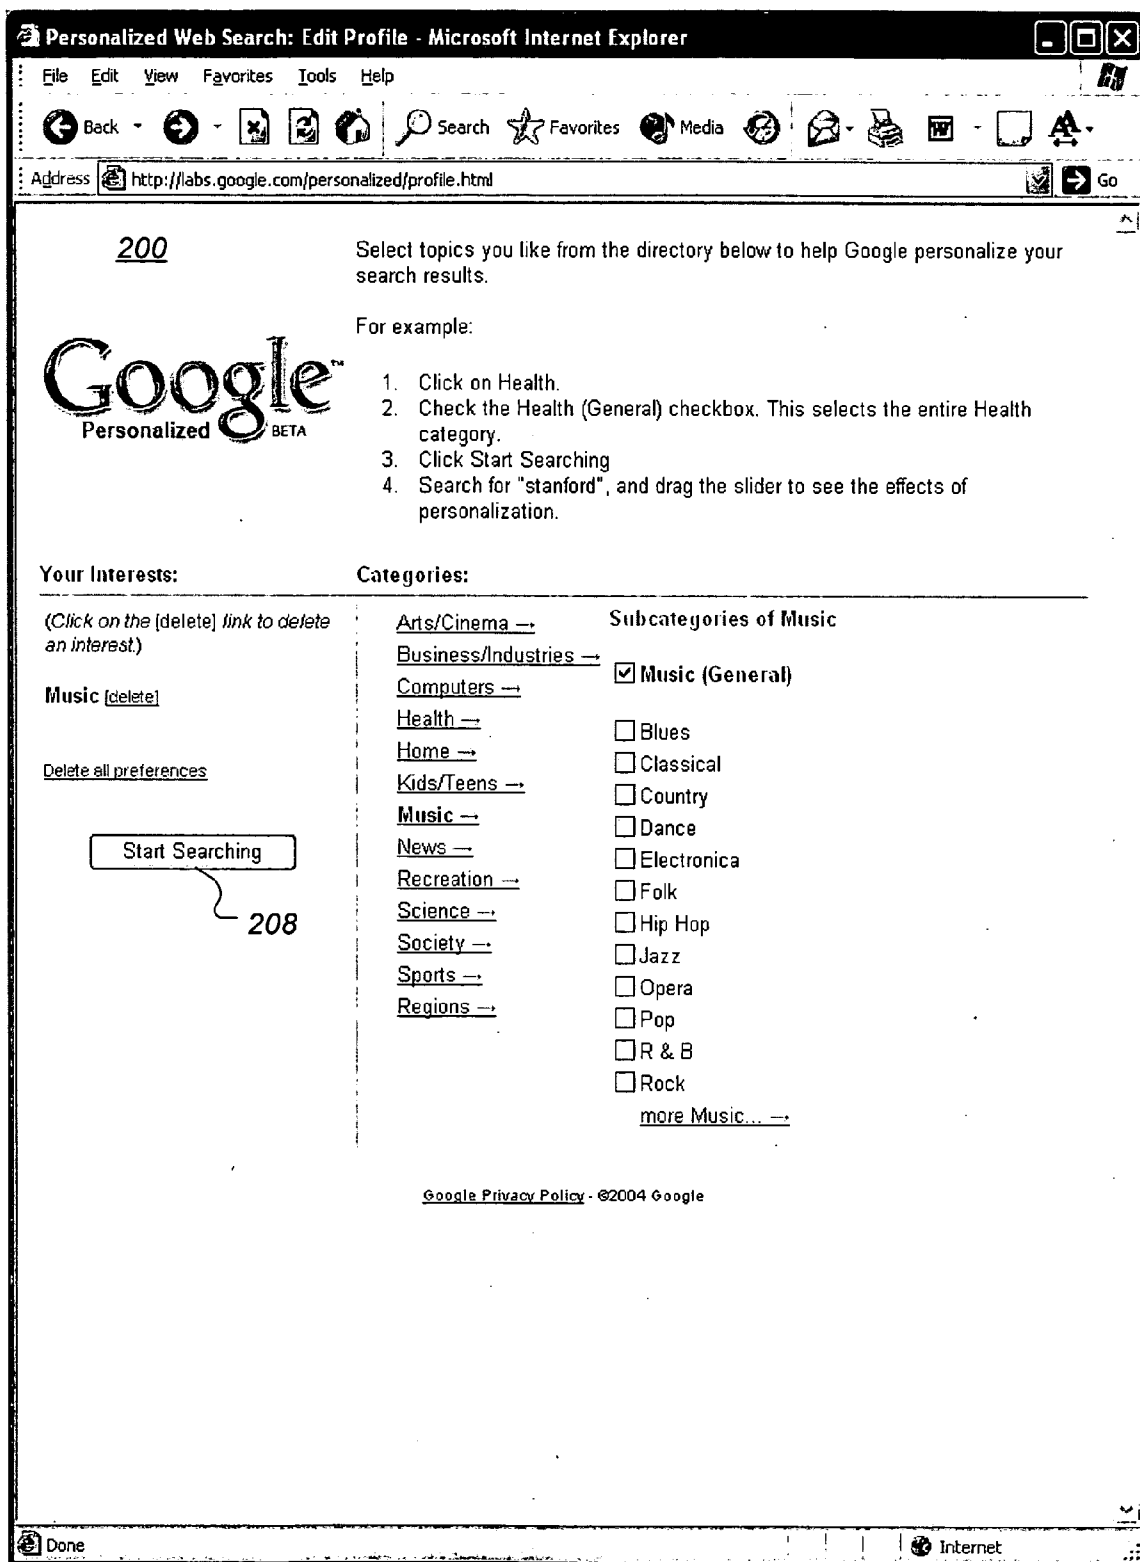 Personalized Web Search: Edit Profile - Microsoft Internet Explorer
File Edit View Favorites Tools Help
Back Search Favorites Media
Address http://labs.google.com/personalized/profile.html Go
200
Select topics you like from the directory below to help Google personalize your
search results.
For example:
Google™
Personalized BETA
1. Click on Health.
2. Check the Health (General) checkbox. This selects the entire Health
category.
3. Click Start Searching
4. Search for "stanford", and drag the slider to see the effects of
personalization.
Your Interests:
(Click on the [delete] link to delete
an interest.)
Music [delete]
Delete all preferences
Start Searching
208
Categories:
Arts/Cinema →
Business/Industries →
Computers →
Health →
Home →
Kids/Teens →
Music →
News →
Recreation →
Science →
Society →
Sports →
Regions →
Subcategories of Music
Music (General)
Blues
Classical
Country
Dance
Electronica
Folk
Hip Hop
Jazz
Opera
Pop
R & B
Rock
more Music... →
Google Privacy Policy - ©2004 Google
Done Internet